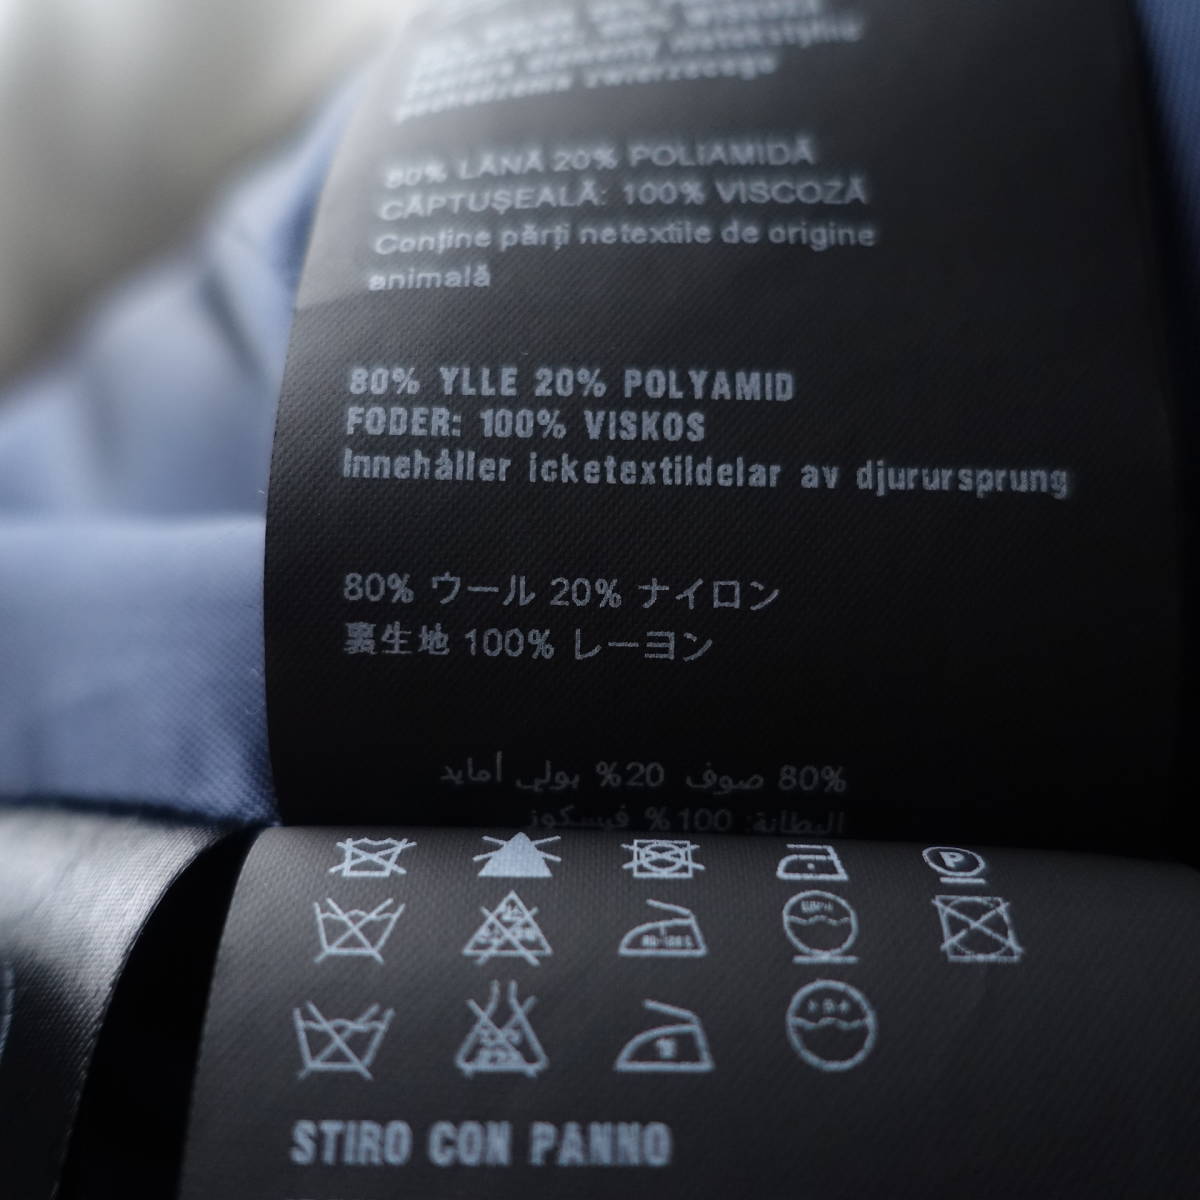 80% LÂNĂ 20% POLIAMIDĂ
CĂPTUŞEALĂ: 100% VISCOZĂ
Conţine părţi netextile de origine
animală
80% YLLE 20% POLYAMID
FODER: 100% VISKOS
Innehåller icketextildelar av djurursprung
80% ウール 20% ナイロン
裏生地 100% レーヨン
80% صوف 20% بولي أمايد
البطانة: 100% فيسكوز
P
STIRO CON PANNO